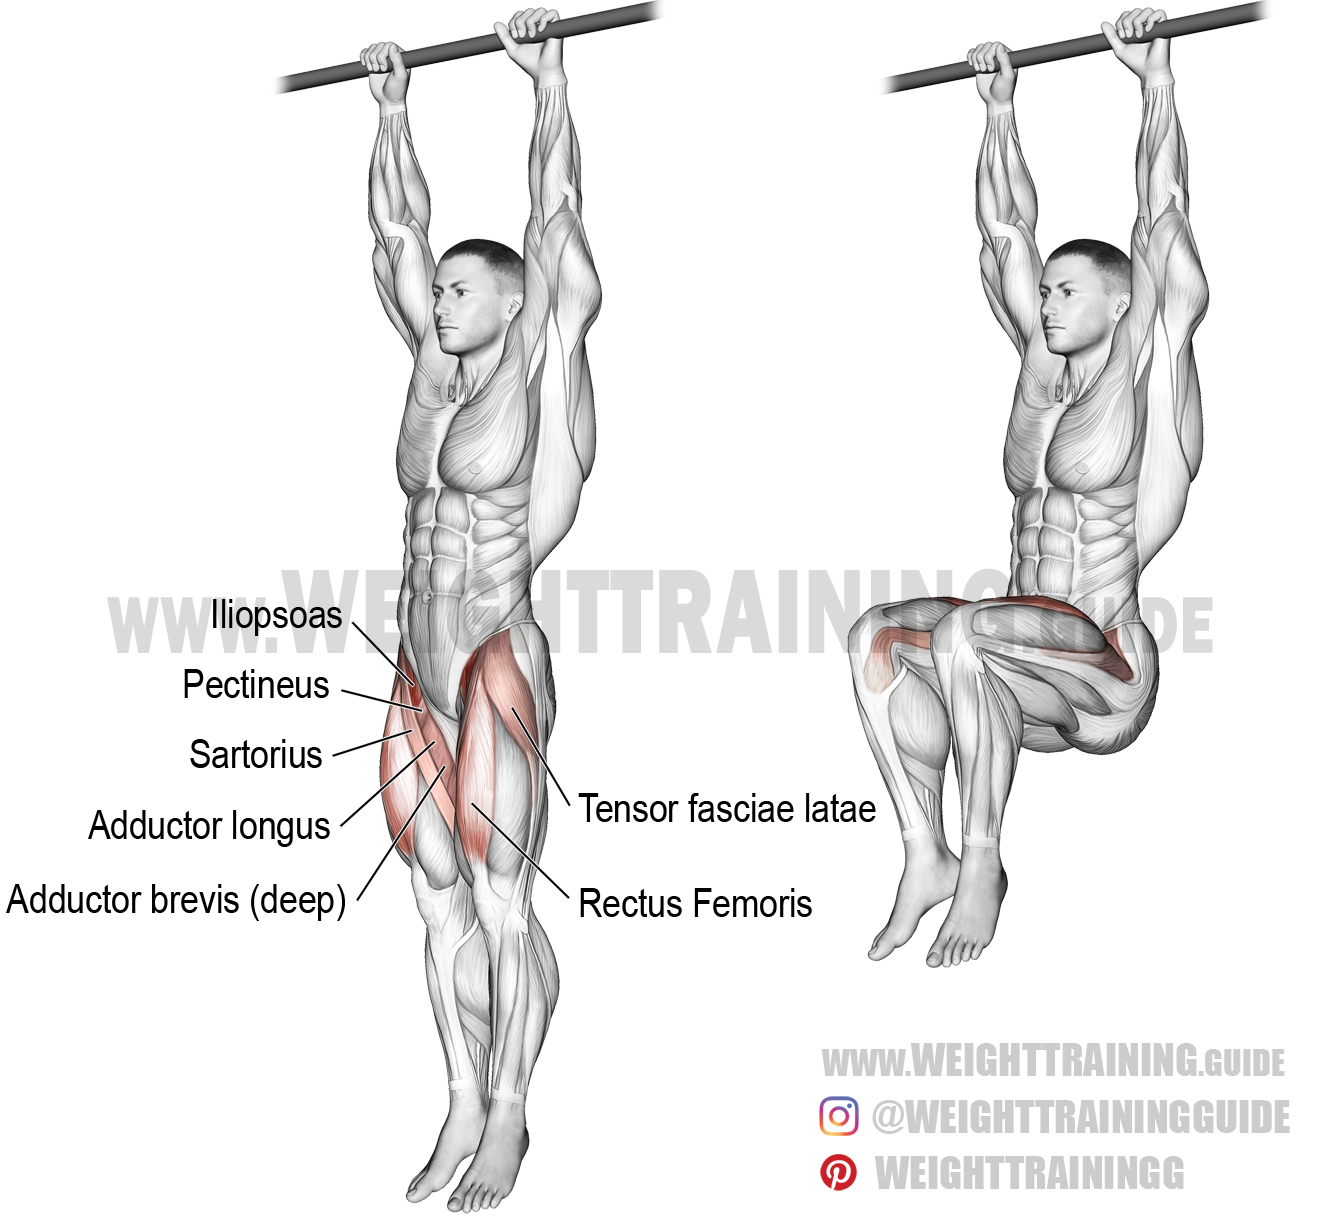 WWW.WEIGHTTRAINING.GUIDE
Iliopsoas
Pectineus
Sartorius
Adductor longus
Adductor brevis (deep)
Tensor fasciae latae
Rectus Femoris
WWW.WEIGHTTRAINING.GUIDE
@WEIGHTTRAININGGUIDE
WEIGHTTRAININGG